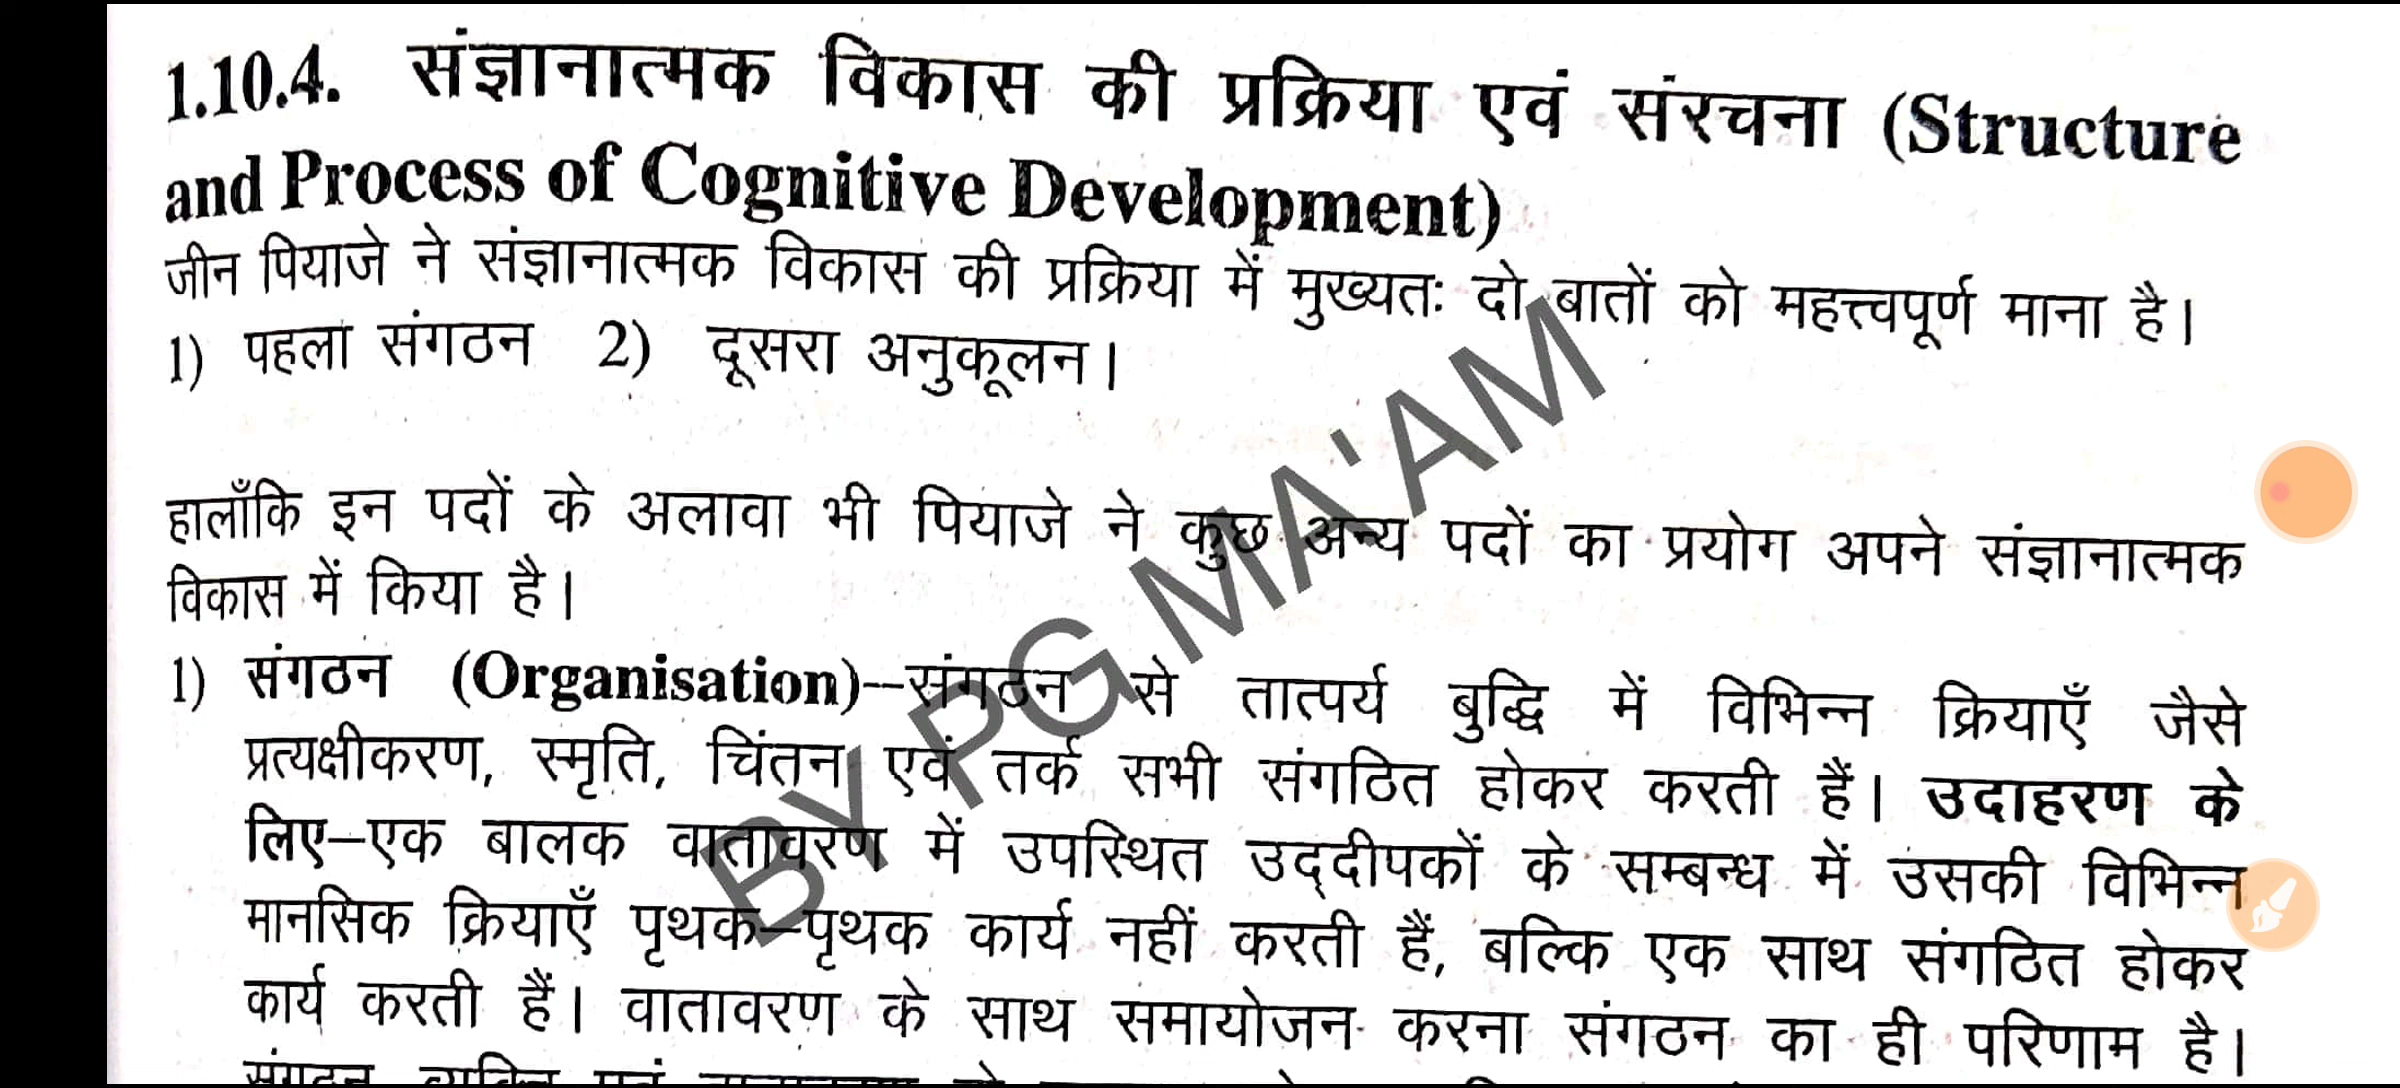 1.10.4. संज्ञानात्मक विकास की प्रक्रिया एवं संरचना (Structure
and Process of Cognitive Development)
जीन पियाजे ने संज्ञानात्मक विकास की प्रक्रिया में मुख्यतः दो बातों को महत्त्वपूर्ण माना है।
1) पहला संगठन 2) दूसरा अनुकूलन।
हालाँकि इन पदों के अलावा भी पियाजे ने कुछ अन्य पदों का प्रयोग अपने संज्ञानात्मक
विकास में किया है।
1) संगठन (Organisation)–संगठन से तात्पर्य बुद्धि में विभिन्न क्रियाएँ जैसे
प्रत्यक्षीकरण, स्मृति, चिंतन एवं तर्क सभी संगठित होकर करती हैं। उदाहरण के
लिए–एक बालक वातावरण में उपस्थित उद्दीपकों के सम्बन्ध में उसकी विभिन्न
मानसिक क्रियाएँ पृथक–पृथक कार्य नहीं करती हैं, बल्कि एक साथ संगठित होकर
कार्य करती हैं। वातावरण के साथ समायोजन करना संगठन का ही परिणाम है।
BY PG MA'AM